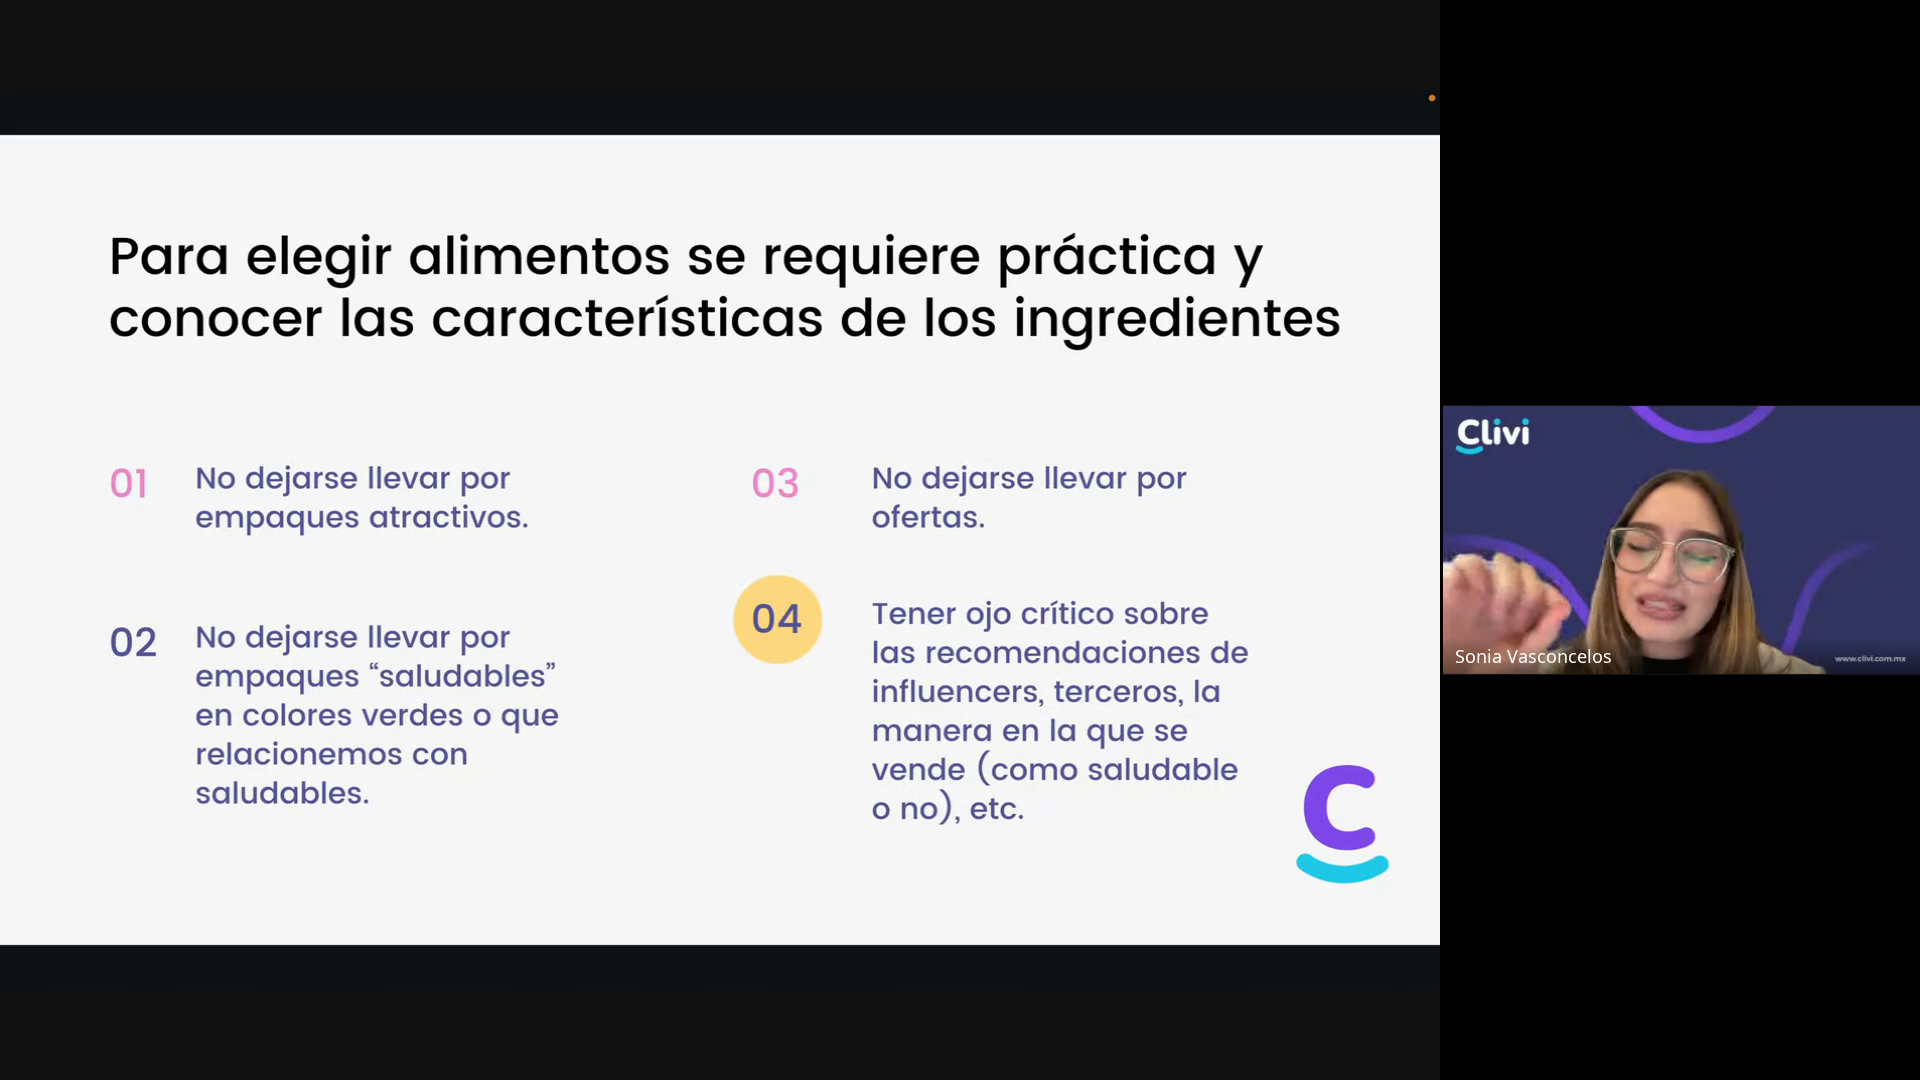 Para elegir alimentos se requiere práctica y
conocer las características de los ingredientes
01
No dejarse llevar por
empaques atractivos.
02
No dejarse llevar por
empaques “saludables”
en colores verdes o que
relacionemos con
saludables.
03
No dejarse llevar por
ofertas.
04
Tener ojo crítico sobre
las recomendaciones de
influencers, terceros, la
manera en la que se
vende (como saludable
o no), etc.
Clivi
Sonia Vasconcelos
www.clivi.com.mx